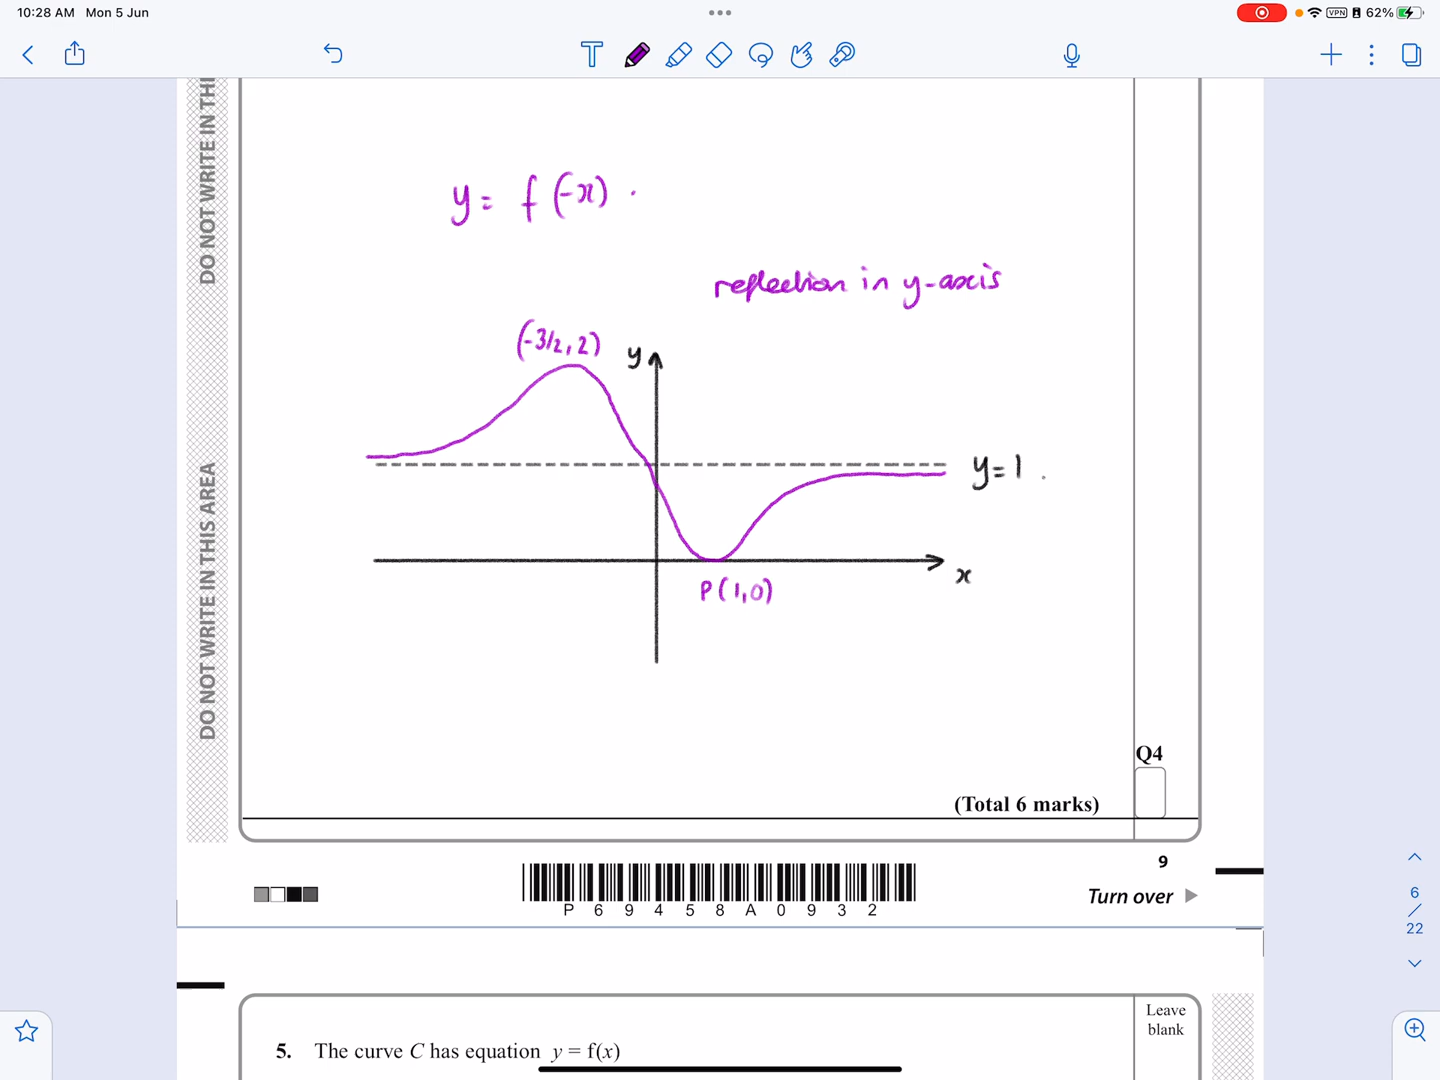 10:28 AM Mon 5 Jun
VPN 62%
T
DO NOT WRITE IN THI
y = f(-x).
reflection in y-axis
(-3/2, 2)
y
y=1.
x
P(1,0)
DO NOT WRITE IN THIS AREA
Q4
(Total 6 marks)
9
Turn over
P 6 9 4 5 8 A 0 9 3 2
6
/
22
Leave
blank
5. The curve C has equation y = f(x)